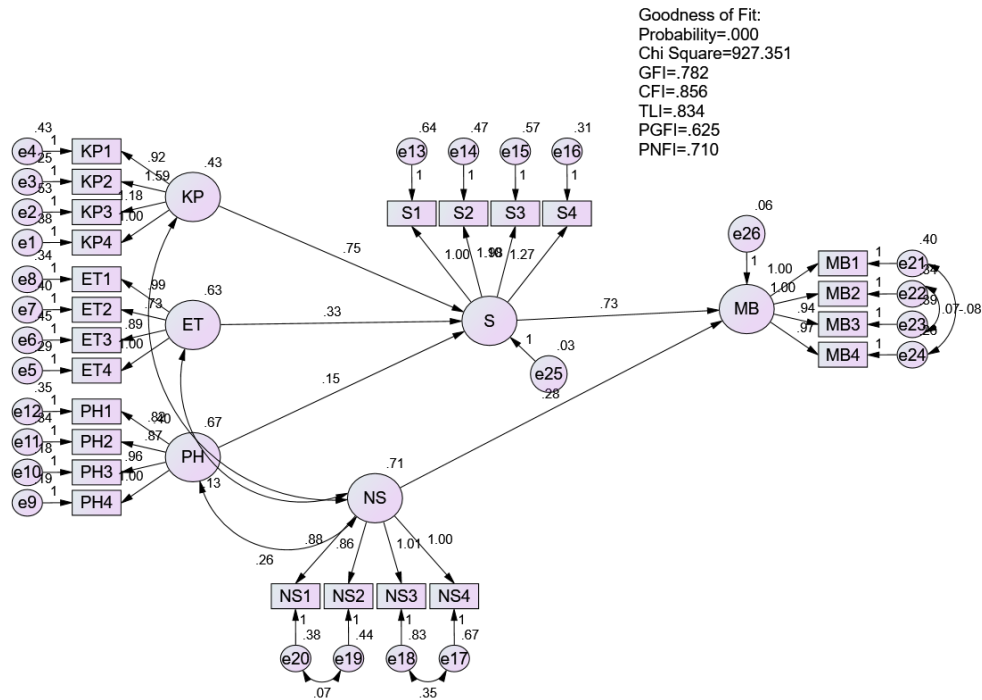 Goodness of Fit:
Probability=.000
Chi Square=927.351
GFI=.782
CFI=.856
TLI=.834
PGFI=.625
PNFI=.710
.43
e4
1
KP1
.92
.25
e3
1
KP2
1.59
.53
e2
1
KP3
1.18
.38
e1
1
KP4
1.00
KP
.43
.34
e8
1
ET1
.99
.40
e7
1
ET2
.73
.45
e6
1
ET3
.89
.29
e5
1
ET4
1.00
ET
.63
.35
e12
1
PH1
.40
.34
e11
1
PH2
.87
.18
e10
1
PH3
.96
.19
e9
1
PH4
1.00
PH
.67
.13
.26
.64
.47
.57
.31
e13
e14
e15
e16
1
1
1
1
S1
S2
S3
S4
1.00
1.27
.75
.33
.15
S
1
.03
e25
.73
.28
.06
e26
1
MB
1.00
MB1
1
e21
.40
1.00
MB2
1
e22
.34
.94
MB3
1
e23
.39
.97
MB4
1
e24
.07
-.08
NS
.71
.88
.86
1.01
1.00
NS1
NS2
NS3
NS4
1
1
1
1
.38
.44
.83
.67
e20
e19
e18
e17
.07
.35